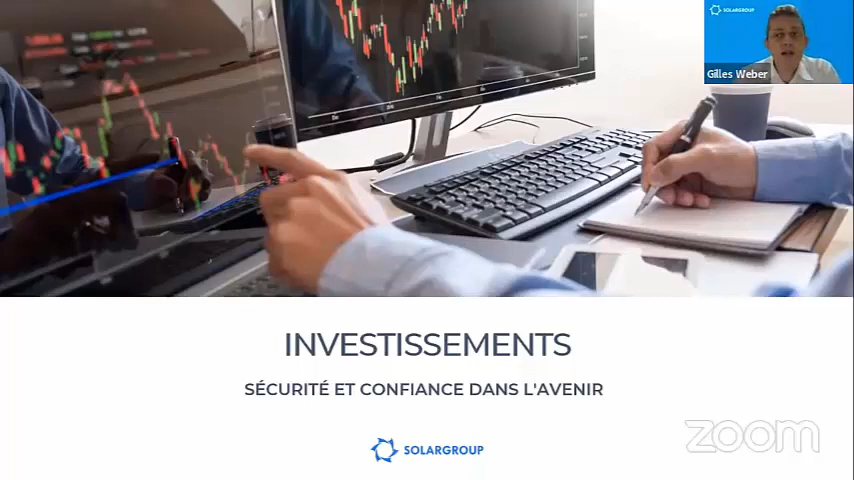 SOLARGROUP
Gilles Weber
INVESTISSEMENTS
SÉCURITÉ ET CONFIANCE DANS L'AVENIR
SOLARGROUP
zoom